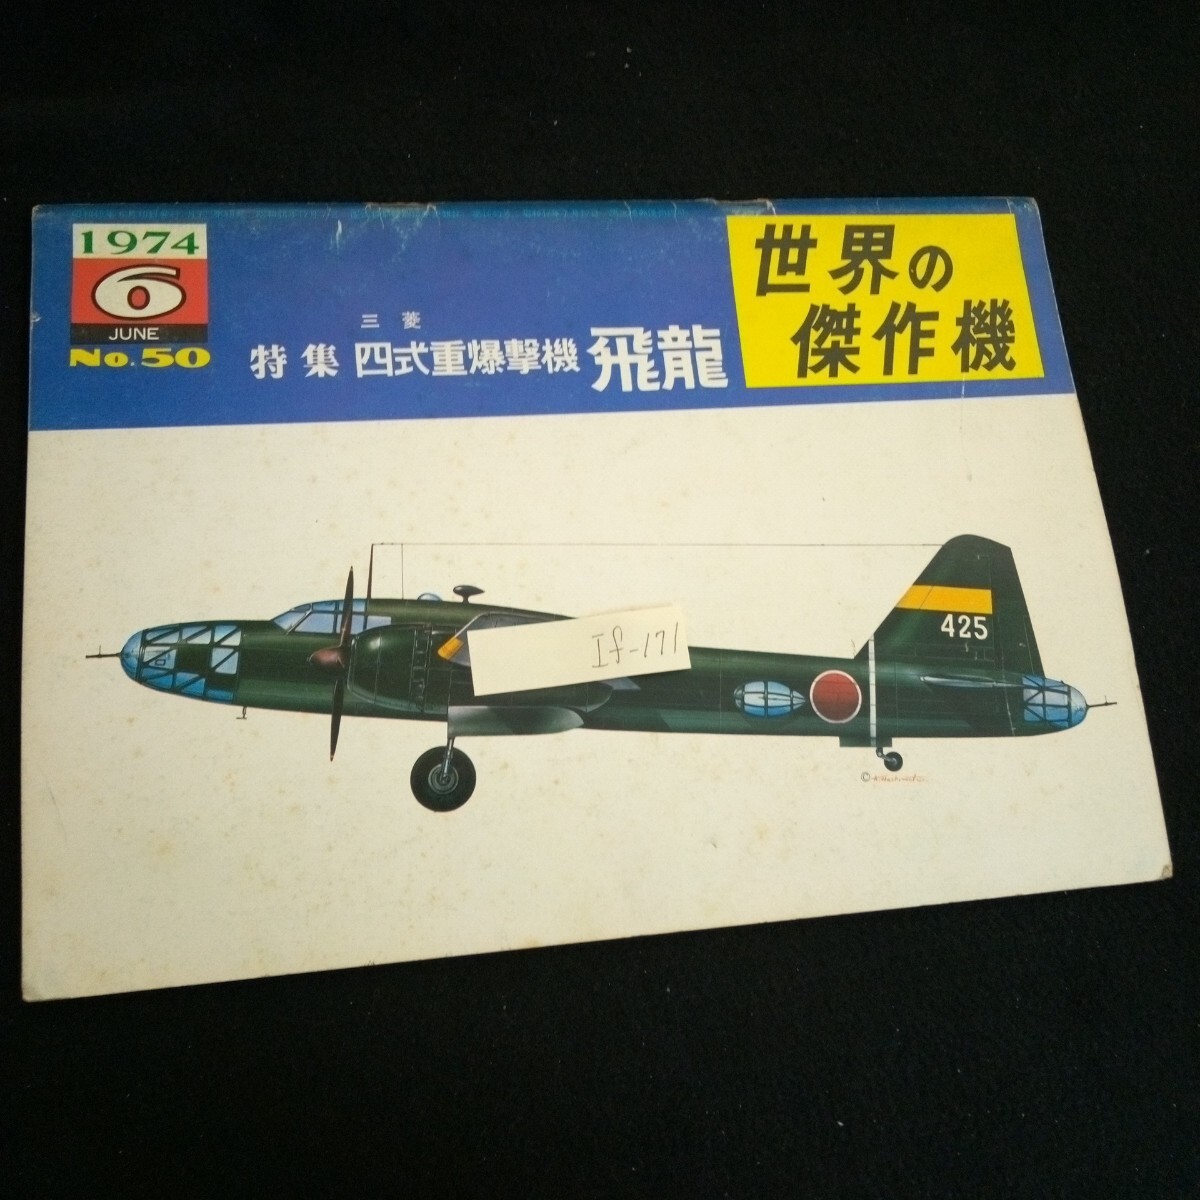 1974
6
JUNE
No.50
三菱
特集 四式重爆撃機 飛龍
世界の
傑作機
425
If-171